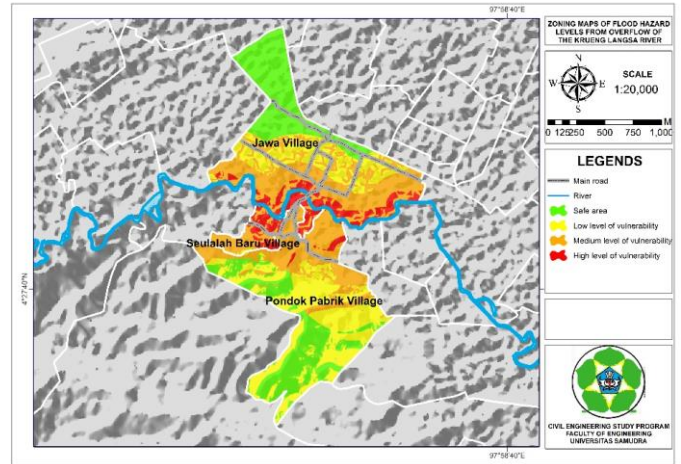 97°58'40"E
ZONING MAPS OF FLOOD HAZARD
LEVELS FROM OVERFLOW OF
THE KRUENG LANGSA RIVER
N
W E
S
SCALE
1:20,000
0 125250 500 750 1,000
M
LEGENDS
Main road
River
Safe area
Low level of vulnerability
Medium level of vulnerability
High level of vulnerability
Jawa Village
Seulalah Baru Village
Pondok Pabrik Village
4°27'40"N
97°58'40"E
CIVIL ENGINEERING STUDY PROGRAM
FACULTY OF ENGINEERING
UNIVERSITAS SAMUDRA